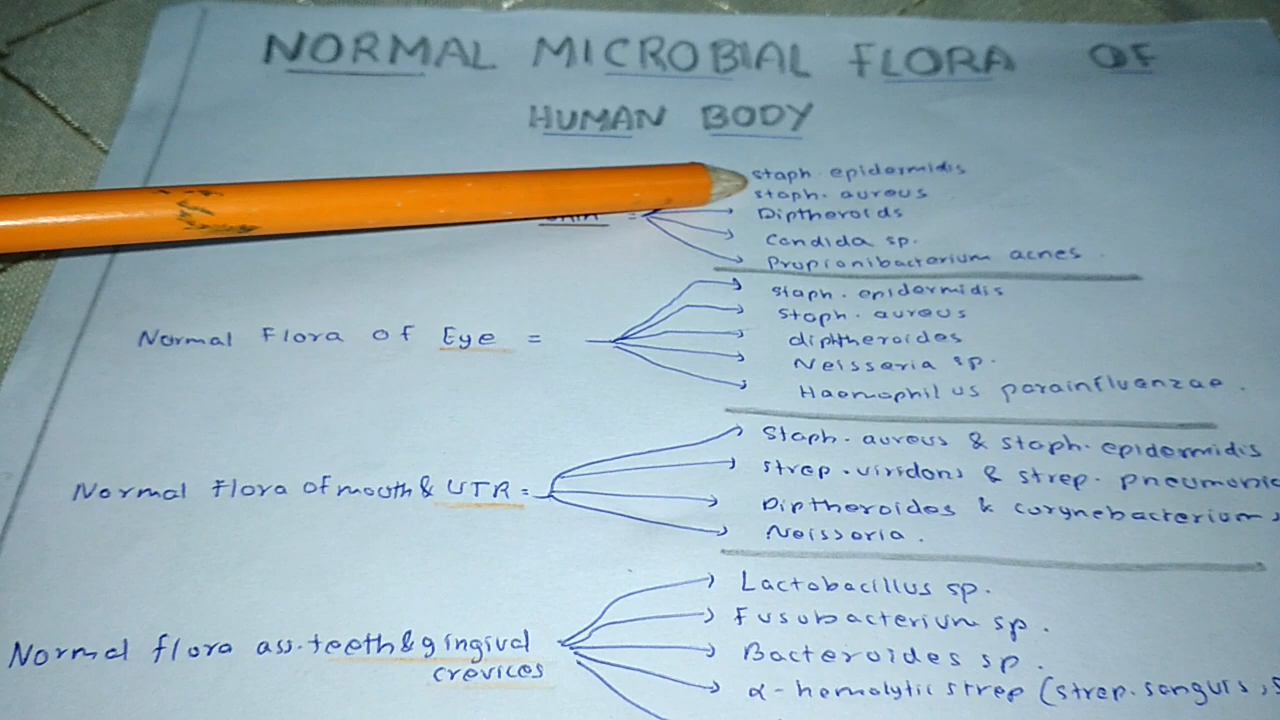 NORMAL MICROBIAL FLORA OF
HUMAN BODY
staph epidermidis
staph. aureus
Diptheroids
Candida sp.
Propionibacterium acnes
Normal Flora of Eye =
Staph. epidermidis
Staph. aureus
diphtheroides
Neisseria sp.
Haemophilus parainfluenzae.
Normal flora of mouth & UTR =
Staph. aureus & staph. epidermidis
Strep. viridans & strep. pneumonia
Diptheroides & corynebacterium
Neisseria.
Normal flora ass. teeth & gingival
crevices
Lactobacillus sp.
Fusobacterium sp.
Bacteroides sp.
α-hemolytic strep (strep. sanguis, s